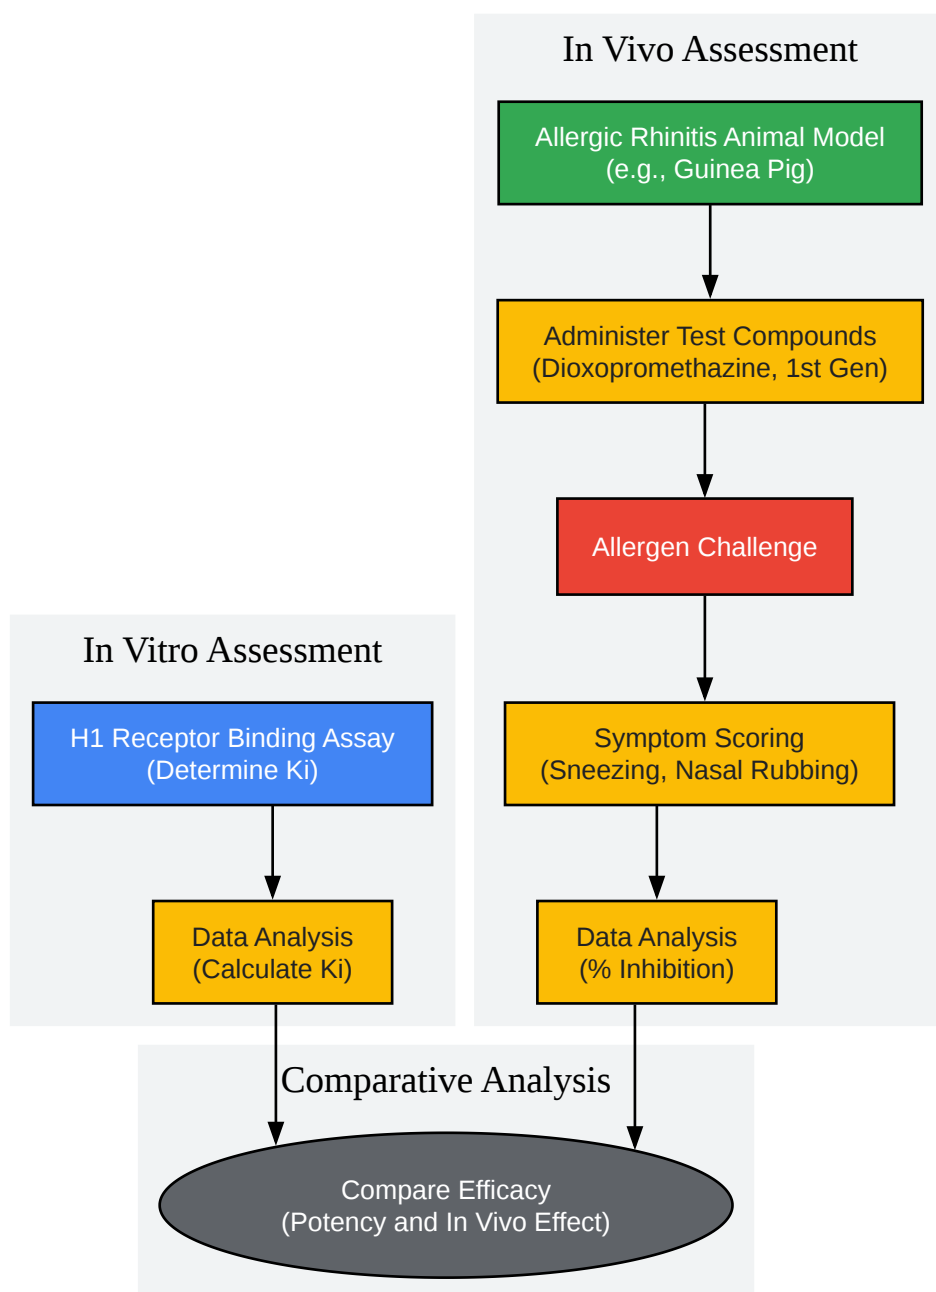 In Vivo Assessment
Allergic Rhinitis Animal Model
(e.g., Guinea Pig)
Administer Test Compounds
(Dioxopromethazine, 1st Gen)
Allergen Challenge
Symptom Scoring
(Sneezing, Nasal Rubbing)
Data Analysis
(% Inhibition)
In Vitro Assessment
H1 Receptor Binding Assay
(Determine Ki)
Data Analysis
(Calculate Ki)
Comparative Analysis
Compare Efficacy
(Potency and In Vivo Effect)